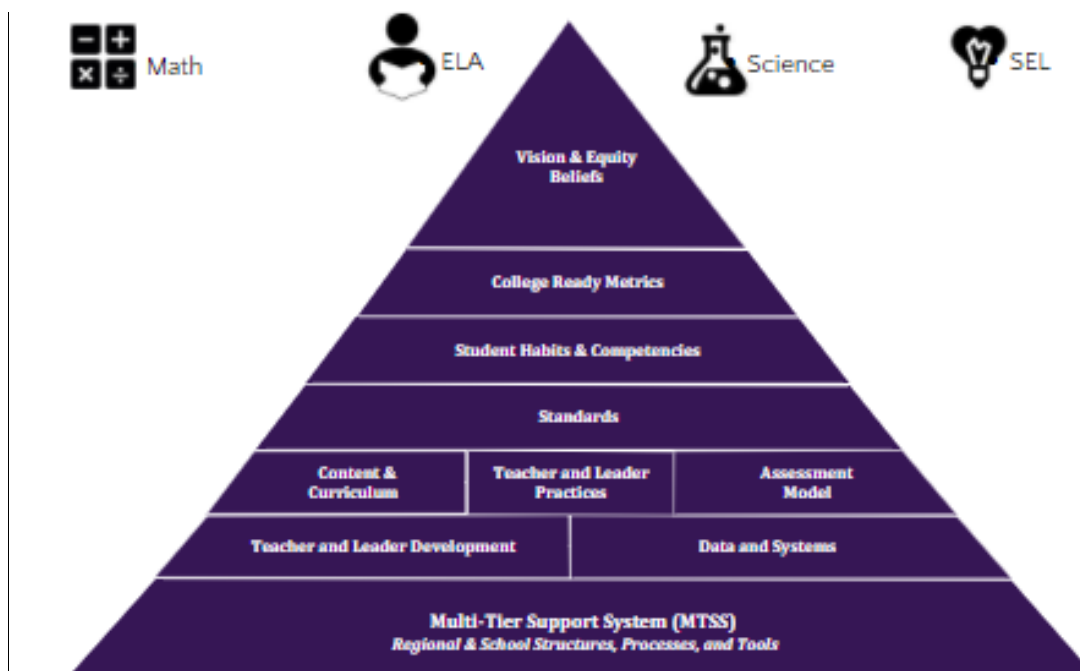 Math
ELA
Science
SEL
Vision & Equity
Beliefs
College Ready Metrics
Student Habits & Competencies
Standards
Content &
Curriculum
Teacher and Leader
Practices
Assessment
Model
Teacher and Leader Development
Data and Systems
Multi-Tier Support System (MTSS)
Regional & School Structures, Processes, and Tools